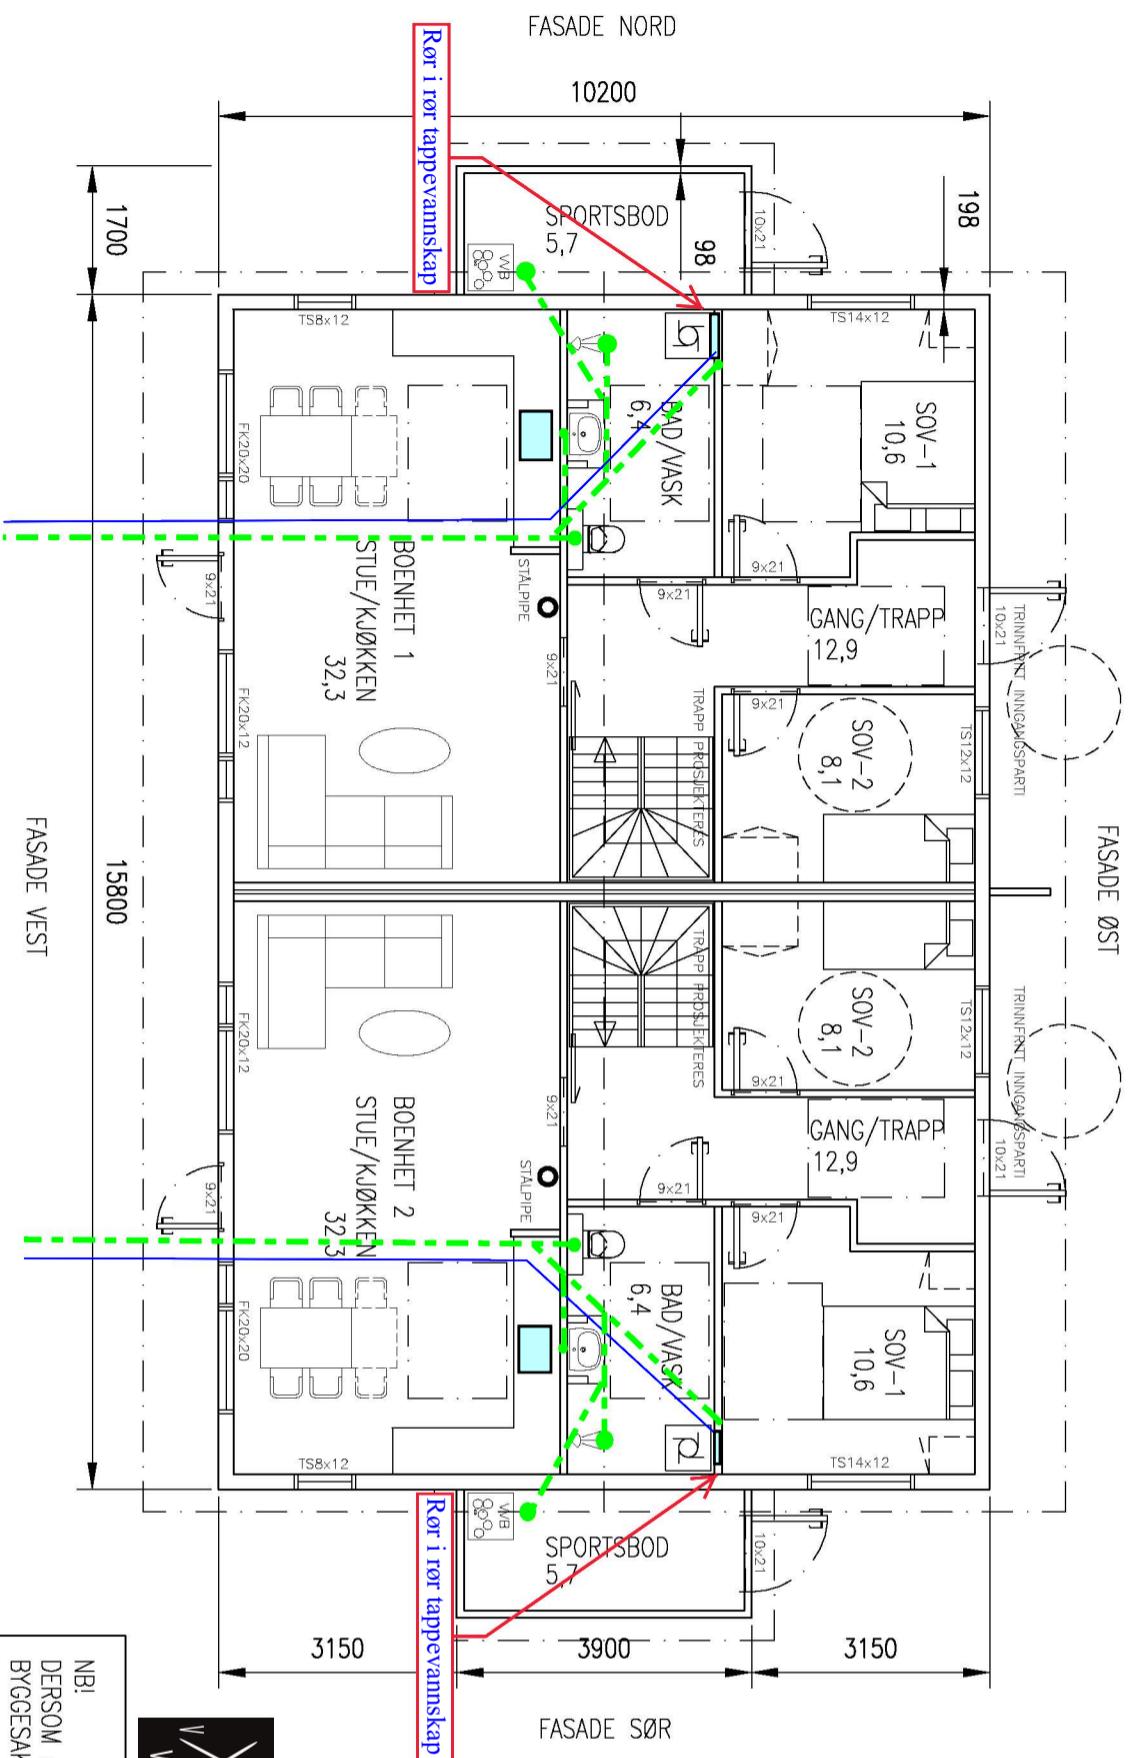 FASADE NORD
10200
Rør i rør tappevannskap
1700
198
98
SPORTSBOD
5,7
10x21
VVB
TS8x12
TS14x12
SOV-1
10,6
BAD/VASK
6,4
FK20x20
9x21
BOENHET 1
STUE/KJØKKEN
32,3
STÅLPIPE
9x21
9x21
9x21
GANG/TRAPP
12,9
10x21
TRINNFRITT INNGANGSPARTI
FK20x12
9x21
TRAPP PROSJEKTERES
SOV-2
8,1
TS12x12
FASADE ØST
FASADE VEST
15800
TRAPP PROSJEKTERES
SOV-2
8,1
TS12x12
TRINNFRITT INNGANGSPARTI
FK20x12
9x21
BOENHET 2
STUE/KJØKKEN
32,3
9x21
STÅLPIPE
9x21
GANG/TRAPP
12,9
10x21
9x21
9x21
BAD/VASK
6,4
SOV-1
10,6
FK20x20
TS8x12
TS14x12
VVB
SPORTSBOD
5,7
10x21
Rør i rør tappevannskap
3150
3900
3150
FASADE SØR
NB!
DERSOM
BYGGESAK